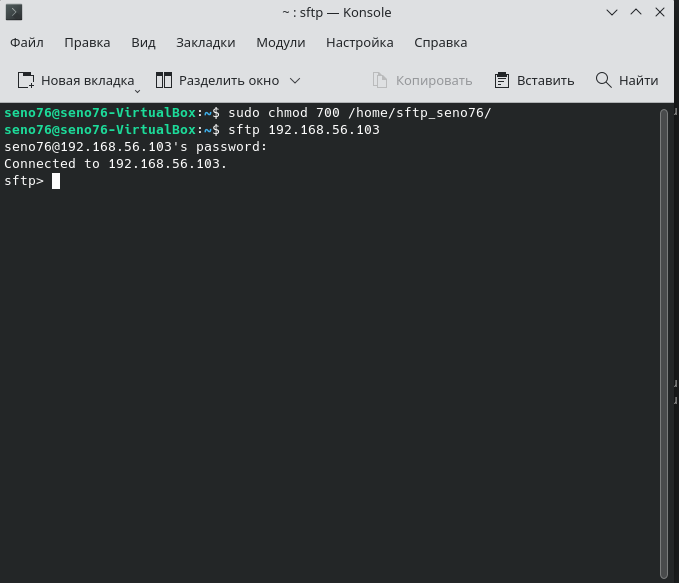 ~ : sftp — Konsole
Файл Правка Вид Закладки Модули Настройка Справка
Новая вкладка Разделить окно Копировать Вставить Найти
seno76@seno76-VirtualBox:~$ sudo chmod 700 /home/sftp_seno76/
seno76@seno76-VirtualBox:~$ sftp 192.168.56.103
seno76@192.168.56.103's password:
Connected to 192.168.56.103.
sftp>